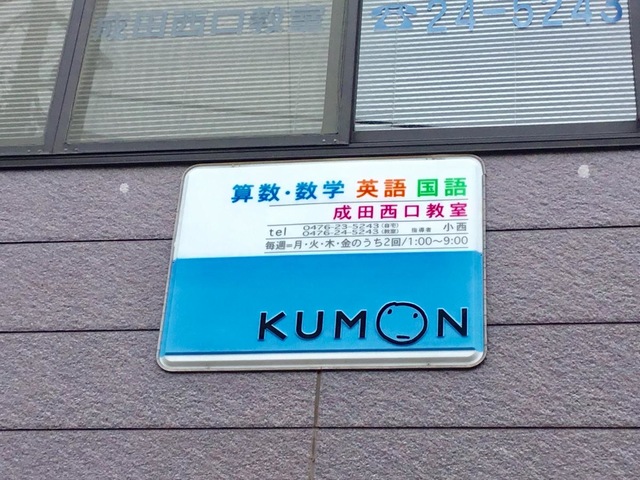 成田西口教室 ☎24-5243
算数・数学 英語 国語
成田西口教室
tel 0476-23-5243(自宅) 指導者 小西
0476-24-5243(教室)
毎週=月・火・木・金のうち2回/1:00〜9:00
KUMON